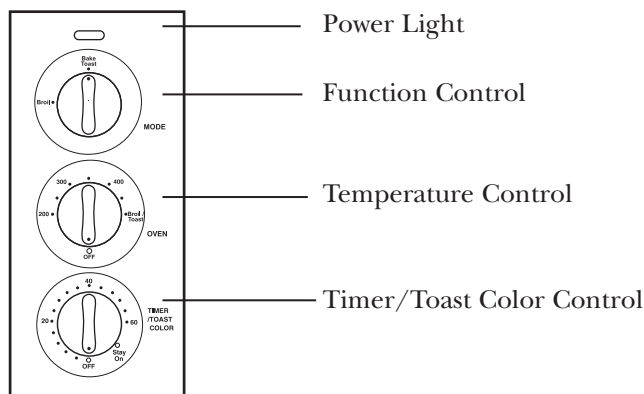 Power Light
Bake
Toast
Broil
MODE
Function Control
300
400
200
Broil /
Toast
OVEN
OFF
Temperature Control
40
20
60
TIMER
/TOAST
COLOR
Stay
On
OFF
Timer/Toast Color Control